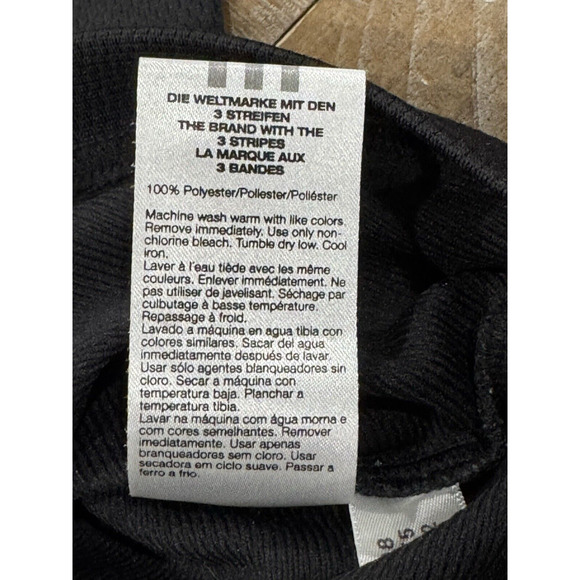 DIE WELTMARKE MIT DEN
3 STREIFEN
THE BRAND WITH THE
3 STRIPES
LA MARQUE AUX
3 BANDES
100% Polyester/Poliester/Poliéster
Machine wash warm with like colors.
Remove immediately. Use only non-
chlorine bleach. Tumble dry low. Cool
iron.
Laver à l'eau tiède avec les même
couleurs. Enlever immédiatement. Ne
pas utiliser de javelisant. Séchage par
culbutage à basse température.
Repassage à froid.
Lavado a máquina en agua tibia con
colores similares. Sacar del agua
inmediatamente después de lavar.
Usar sólo agentes blanqueadores sin
cloro. Secar a máquina con
temperatura baja. Planchar a
temperatura tibia.
Lavar na máquina com água morna e
com cores semelhantes. Remover
imediatamente. Usar apenas
branqueadores sem cloro. Usar
secadora em ciclo suave. Passar a
ferro a frio.